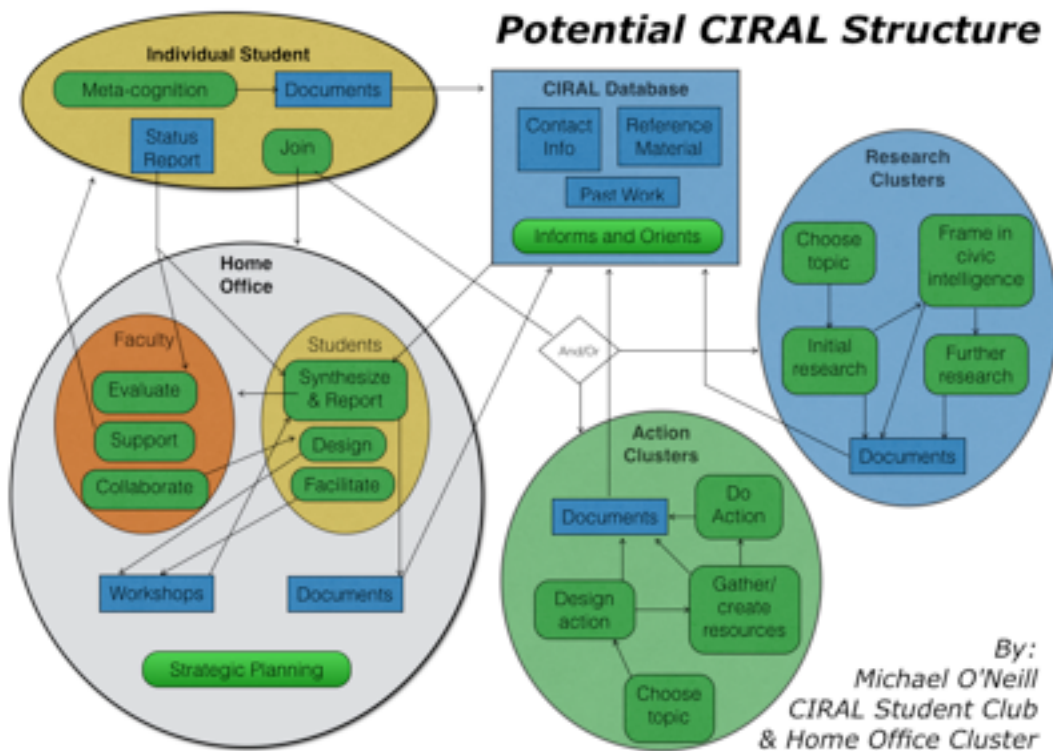 Potential CIRAL Structure
Individual Student
Meta-cognition
Documents
Status
Report
Join
CIRAL Database
Contact
Info
Reference
Material
Past Work
Informs and Orients
Research
Clusters
Choose
topic
Frame in
civic
intelligence
Initial
research
Further
research
Documents
Home
Office
Faculty
Evaluate
Support
Collaborate
Students
Synthesize
& Report
Design
Facilitate
Workshops
Documents
Strategic Planning
And/Or
Action
Clusters
Documents
Do
Action
Design
action
Gather/
create
resources
Choose
topic
By:
Michael O'Neill
CIRAL Student Club
& Home Office Cluster